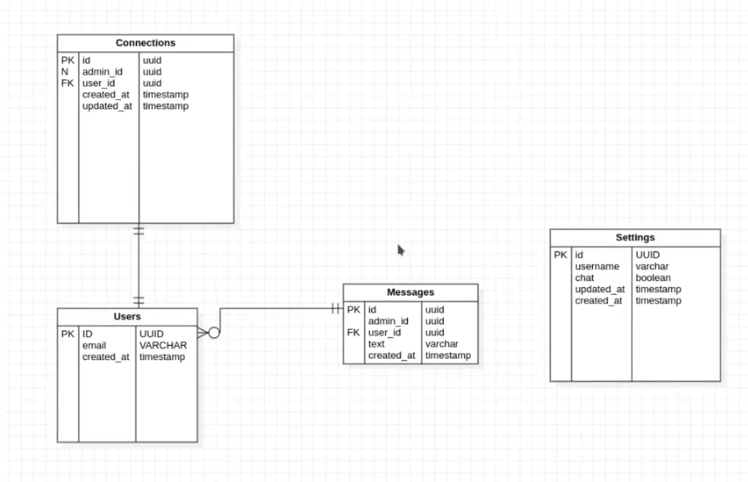 Connections
PK id uuid
N admin_id uuid
FK user_id uuid
created_at timestamp
updated_at timestamp
Users
PK ID UUID
email VARCHAR
created_at timestamp
Messages
PK id uuid
admin_id uuid
FK user_id uuid
text varchar
created_at timestamp
Settings
PK id UUID
username varchar
chat boolean
updated_at timestamp
created_at timestamp